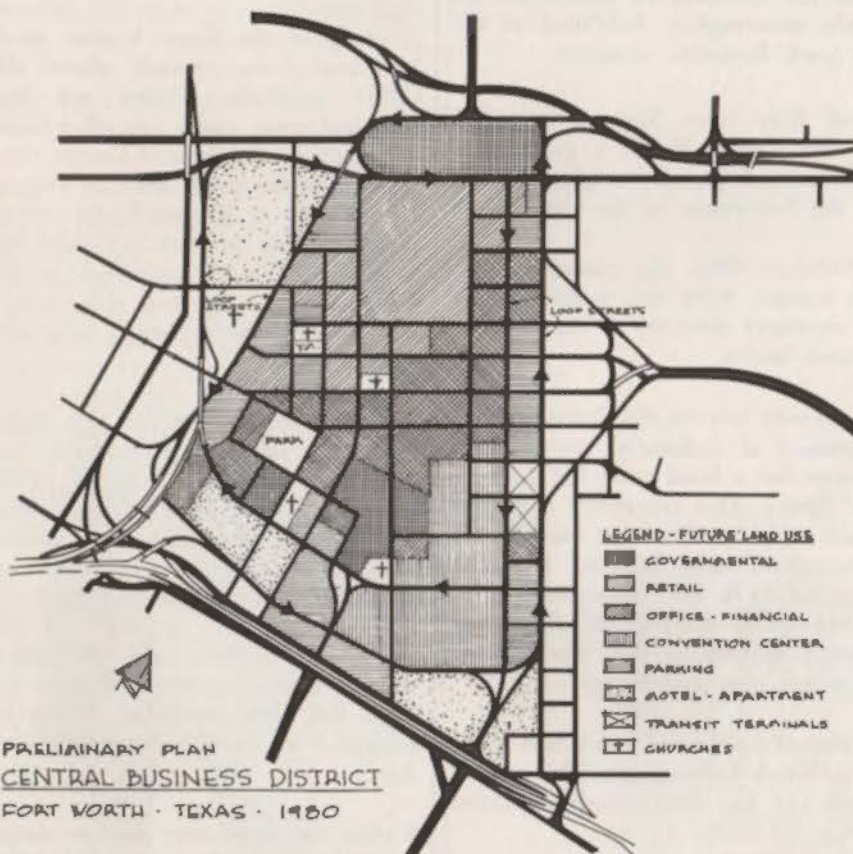 LOOP
STREETS
LOOP STREETS
PARK
LEGEND - FUTURE LAND USE
GOVERNMENTAL
RETAIL
OFFICE - FINANCIAL
CONVENTION CENTER
PARKING
MOTEL - APARTMENT
TRANSIT TERMINALS
CHURCHES
PRELIMINARY PLAN
CENTRAL BUSINESS DISTRICT
FORT WORTH · TEXAS · 1980